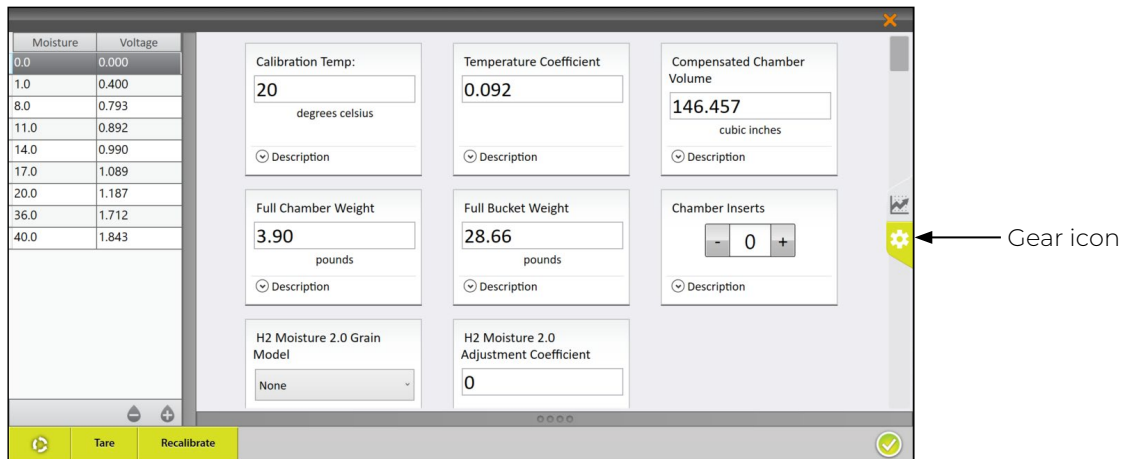 Moisture Voltage
0.0 0.000
1.0 0.400
8.0 0.793
11.0 0.892
14.0 0.990
17.0 1.089
20.0 1.187
36.0 1.712
40.0 1.843
Calibration Temp:
20
degrees celsius
Description
Temperature Coefficient
0.092
Description
Compensated Chamber
Volume
146.457
cubic inches
Description
Full Chamber Weight
3.90
pounds
Description
Full Bucket Weight
28.66
pounds
Description
Chamber Inserts
- 0 +
Description
H2 Moisture 2.0 Grain
Model
None
H2 Moisture 2.0
Adjustment Coefficient
0
Tare Recalibrate
Gear icon